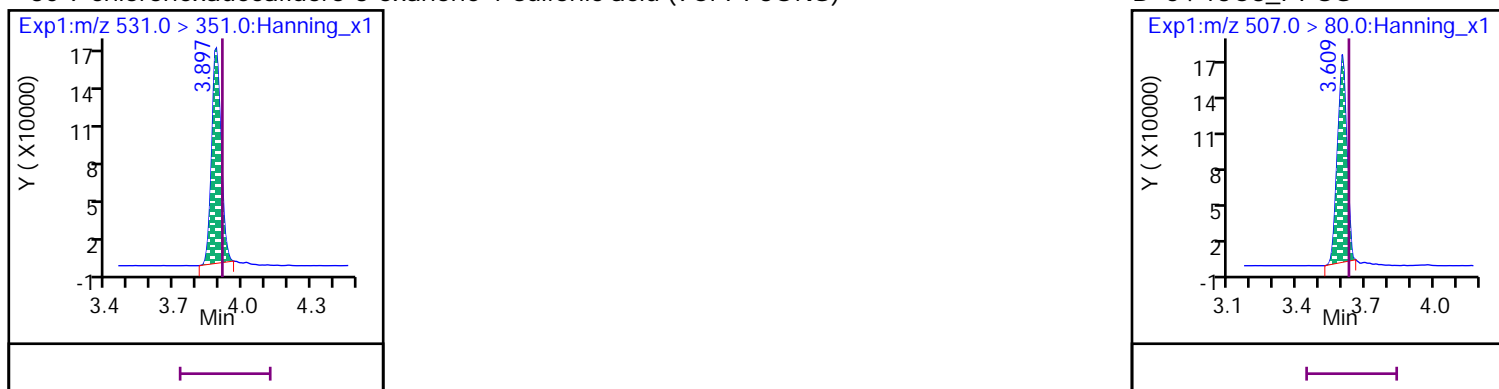 Exp1:m/z 531.0 > 351.0:Hanning_x1
3.897
Y ( X10000)
17
14
11
8
5
2
-1
3.4 3.7 4.0 4.3
Min
Exp1:m/z 507.0 > 80.0:Hanning_x1
3.609
Y ( X10000)
17
14
11
8
5
2
-1
3.1 3.4 3.7 4.0
Min